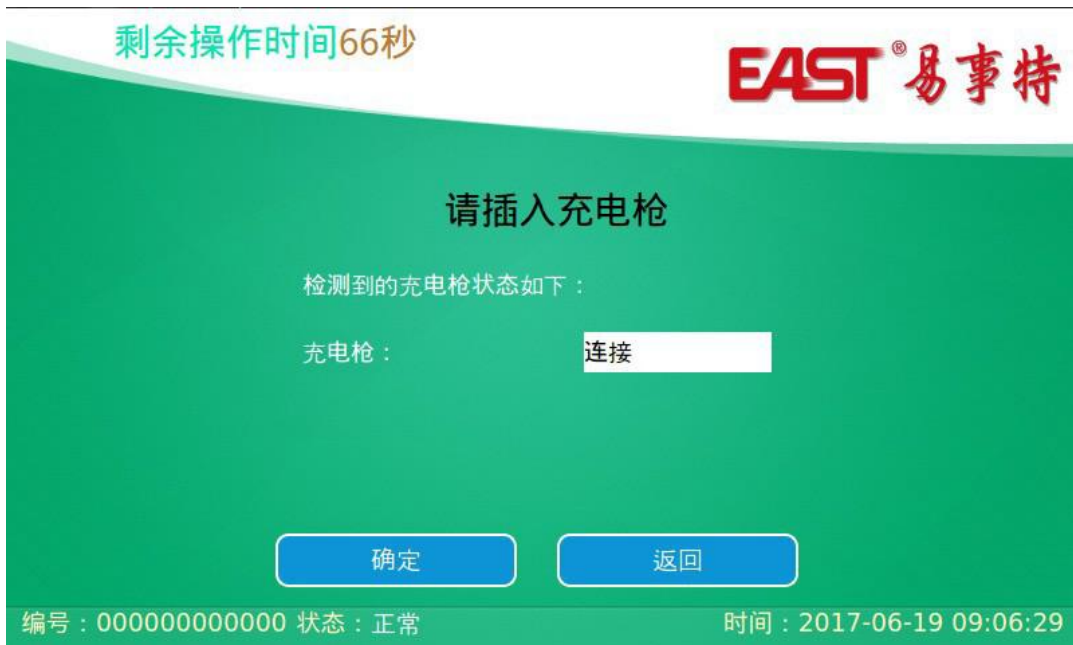 剩余操作时间66秒
EAST®易事特
请插入充电枪
检测到的充电枪状态如下：
充电枪： 连接
确定 返回
编号：000000000000 状态：正常 时间：2017-06-19 09:06:29